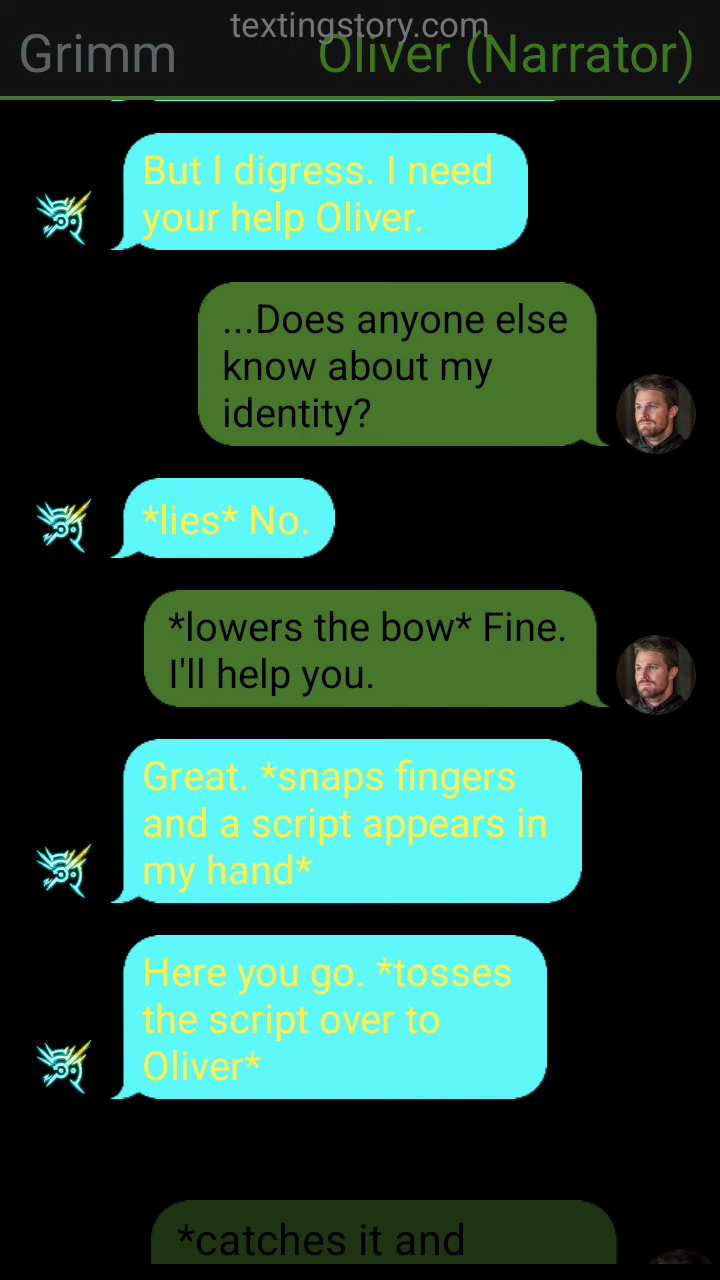 textingstory.com
Grimm
Oliver (Narrator)
But I digress. I need
your help Oliver.
...Does anyone else
know about my
identity?
*lies* No.
*lowers the bow* Fine.
I'll help you.
Great. *snaps fingers
and a script appears in
my hand*
Here you go. *tosses
the script over to
Oliver*
*catches it and